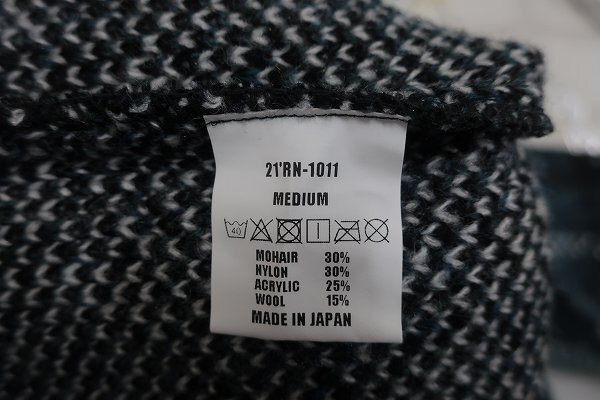 21'RN-1011
MEDIUM
40
MOHAIR 30%
NYLON 30%
ACRYLIC 25%
WOOL 15%
MADE IN JAPAN